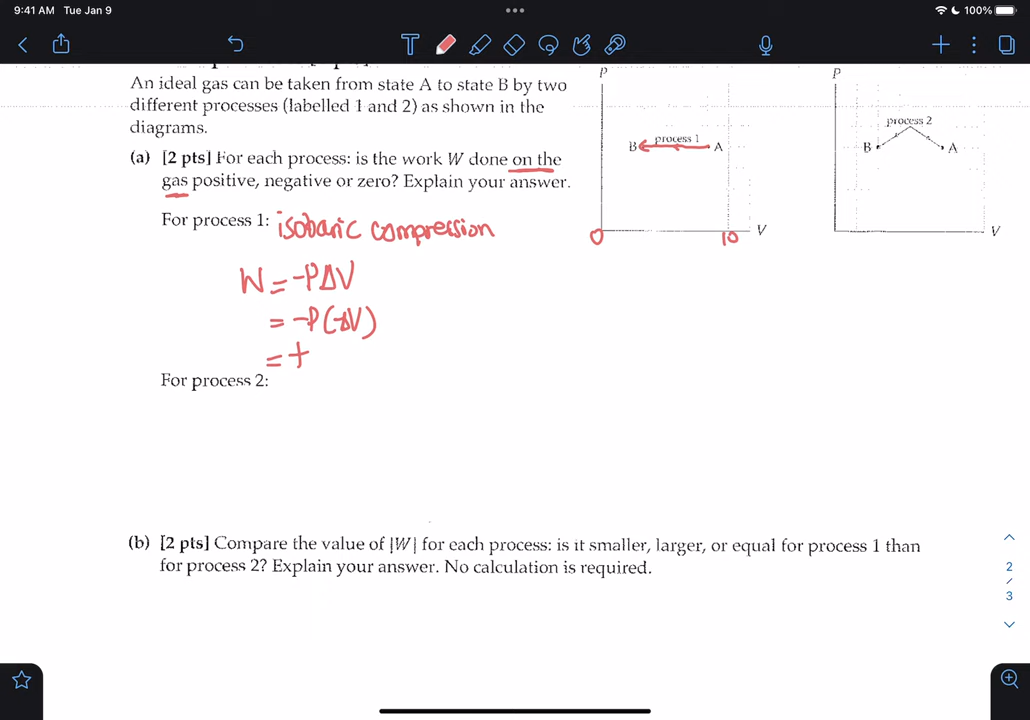 9:41 AM Tue Jan 9
100%
An ideal gas can be taken from state A to state B by two
different processes (labelled 1 and 2) as shown in the
diagrams.
(a) [2 pts] For each process: is the work W done on the
gas positive, negative or zero? Explain your answer.
For process 1: isobaric compression
W = -PΔV
= -P(-ΔV)
= +
For process 2:
P
process 1
B
A
0
10
V
P
process 2
B
A
V
(b) [2 pts] Compare the value of |W| for each process: is it smaller, larger, or equal for process 1 than
for process 2? Explain your answer. No calculation is required.
2
/
3